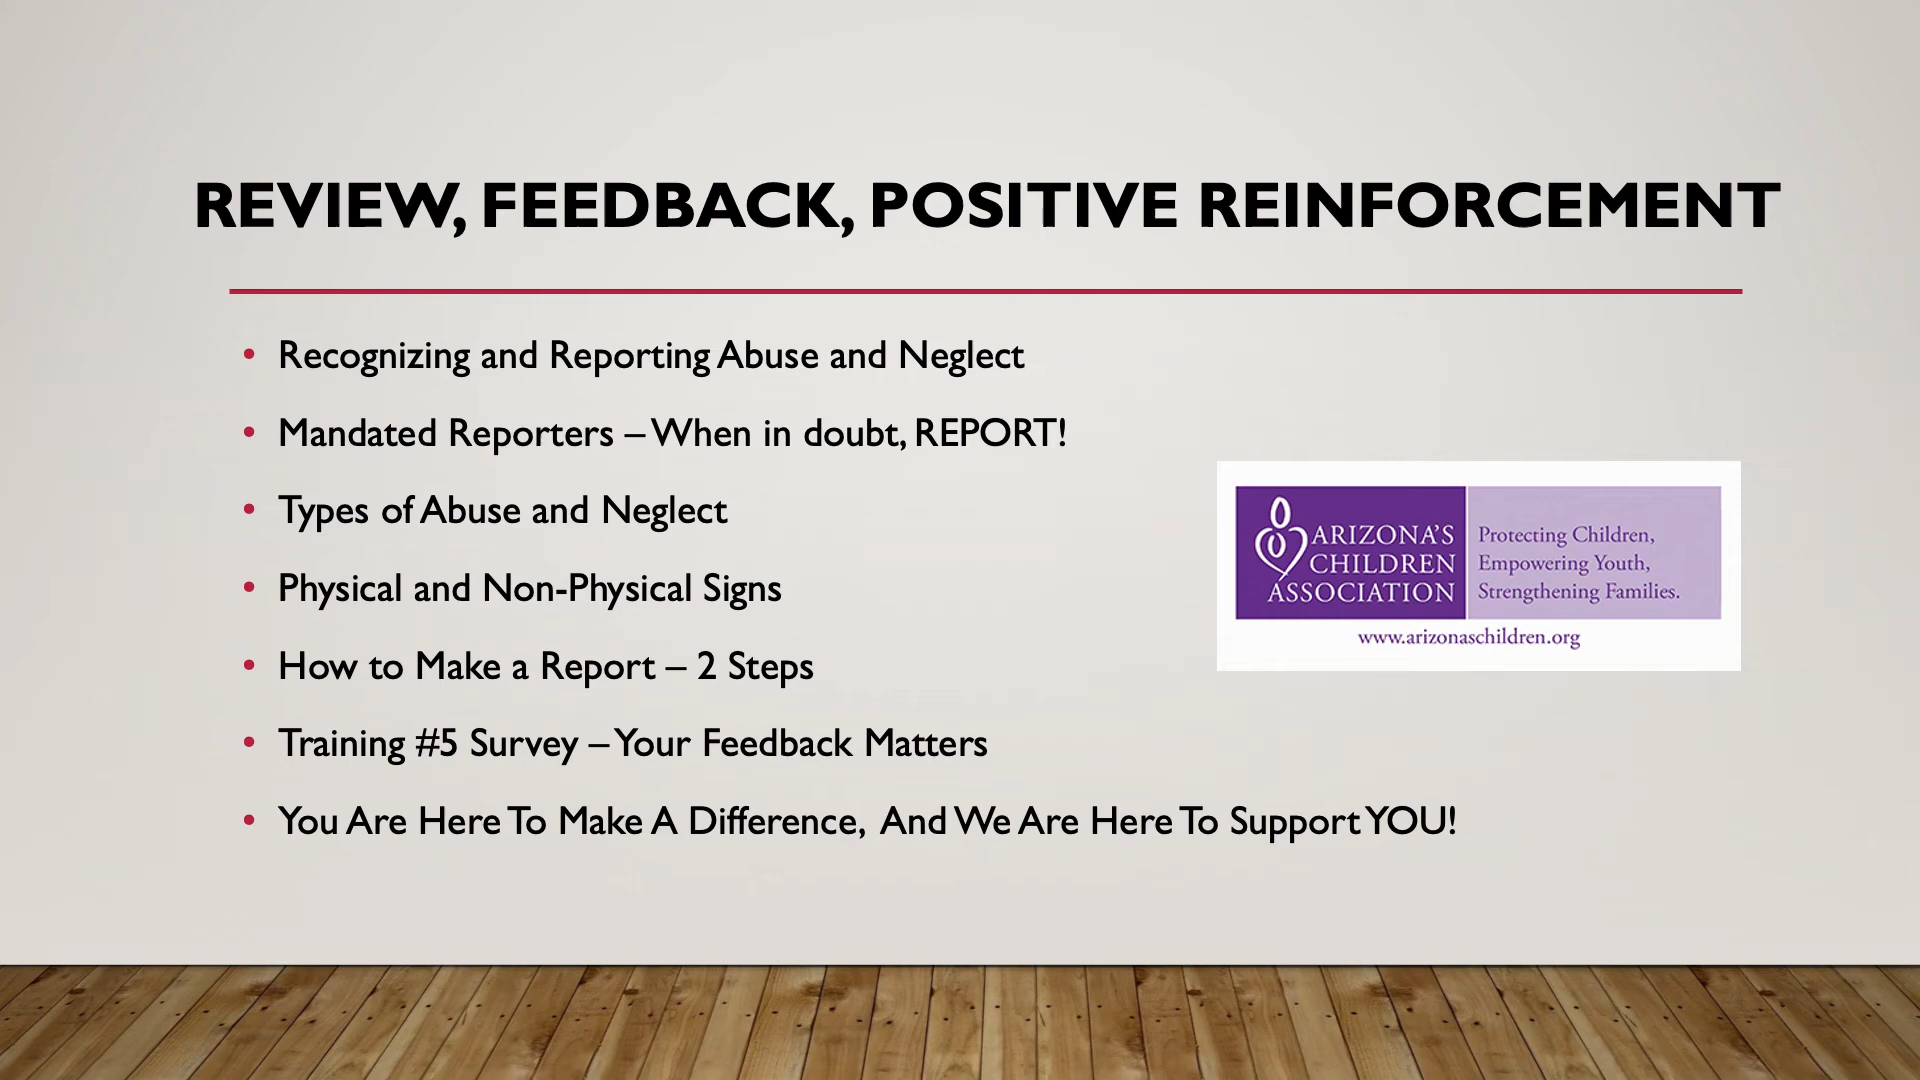 REVIEW, FEEDBACK, POSITIVE REINFORCEMENT
• Recognizing and Reporting Abuse and Neglect
• Mandated Reporters – When in doubt, REPORT!
• Types of Abuse and Neglect
• Physical and Non-Physical Signs
• How to Make a Report – 2 Steps
• Training #5 Survey – Your Feedback Matters
• You Are Here To Make A Difference, And We Are Here To Support YOU!
ARIZONA'S
CHILDREN
ASSOCIATION
Protecting Children,
Empowering Youth,
Strengthening Families.
www.arizonaschildren.org